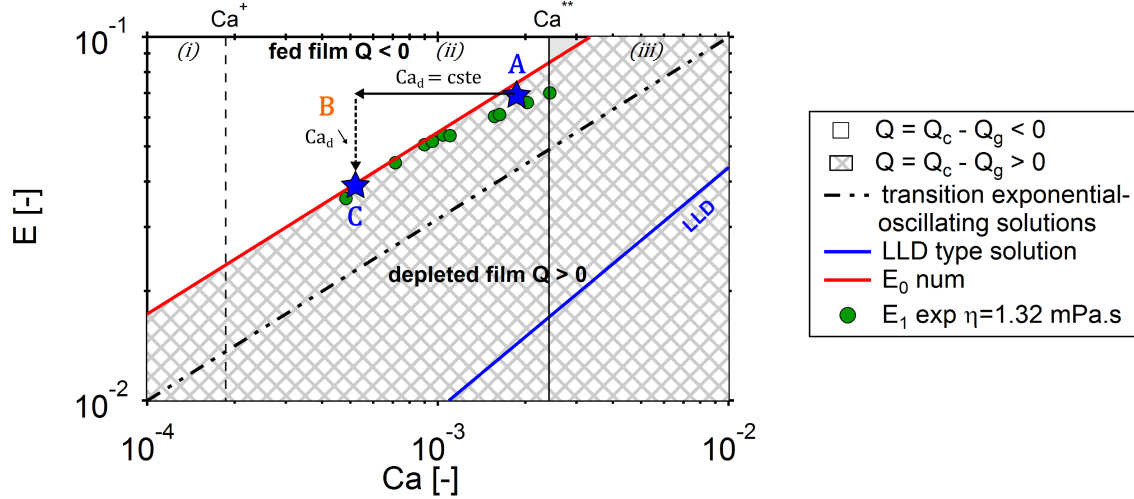 Ca⁺
Ca**
10⁻¹
(i)
fed film Q < 0
(ii)
(iii)
A
Ca_d = cste
B
Ca_d
C
E [-]
LLD
depleted film Q > 0
10⁻²
10⁻⁴
10⁻³
10⁻²
Ca [-]
Q = Q_c - Q_g < 0
Q = Q_c - Q_g > 0
transition exponential-
oscillating solutions
LLD type solution
E₀ num
E₁ exp η=1.32 mPa.s